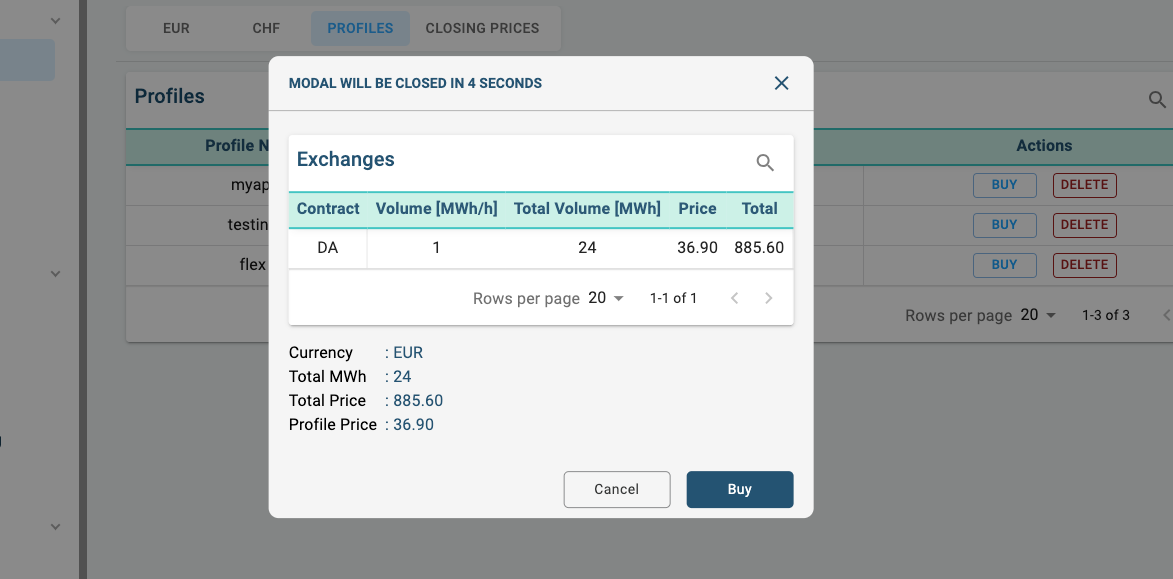 EUR CHF PROFILES CLOSING PRICES
MODAL WILL BE CLOSED IN 4 SECONDS
Profiles
Exchanges
Profile N
Actions
Contract Volume [MWh/h] Total Volume [MWh] Price Total
myap
BUY DELETE
testin
BUY DELETE
DA 1 24 36.90 885.60
flex
BUY DELETE
Rows per page 20 1-1 of 1
Rows per page 20 1-3 of 3
Currency : EUR
Total MWh : 24
Total Price : 885.60
Profile Price : 36.90
Cancel Buy